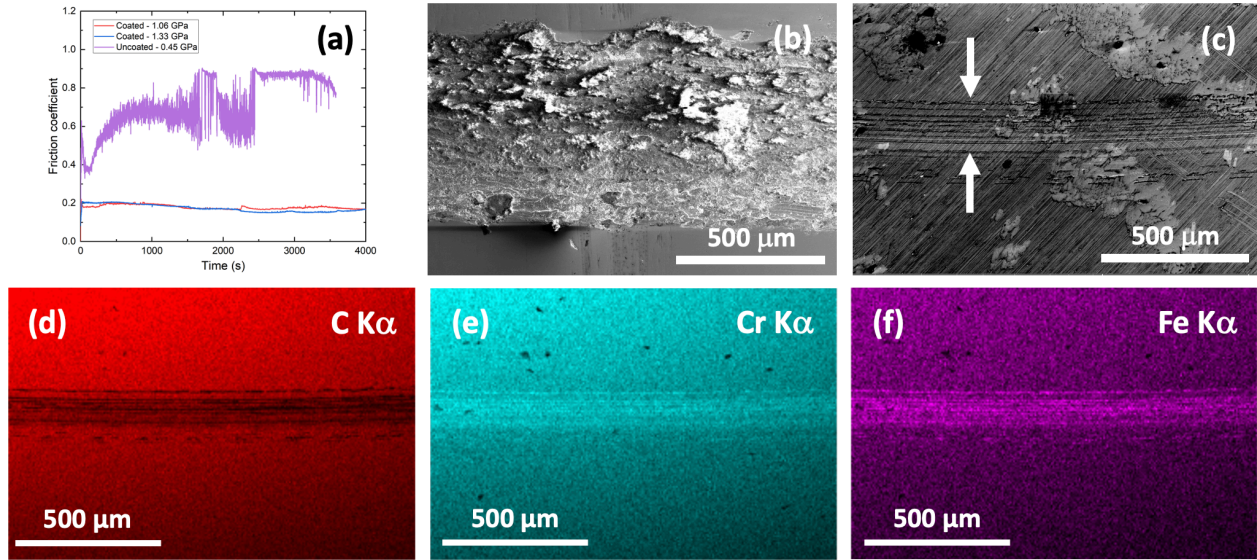 (a)
Coated - 1.06 GPa
Coated - 1.33 GPa
Uncoated - 0.45 GPa
Friction coefficient
1.2
1.0
0.8
0.6
0.4
0.2
0.0
0 1000 2000 3000 4000
Time (s)
(b)
500 μm
(c)
500 μm
(d) C Kα
500 μm
(e) Cr Kα
500 μm
(f) Fe Kα
500 μm